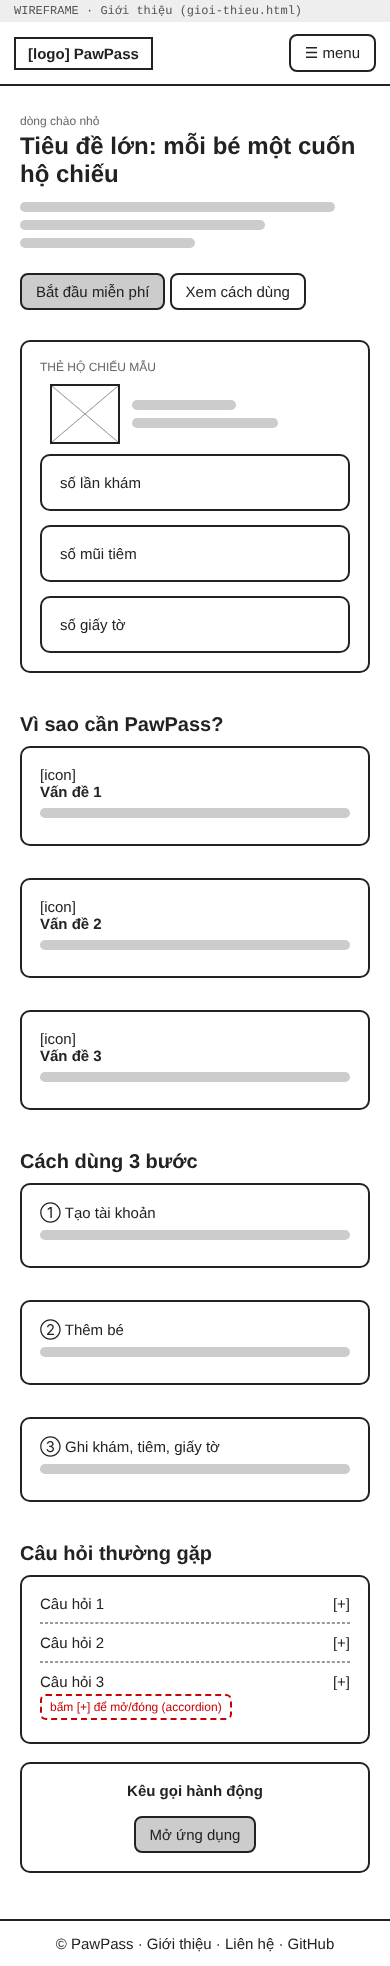 WIREFRAME · Giới thiệu (gioi-thieu.html)
[logo] PawPass
☰ menu
dòng chào nhỏ
Tiêu đề lớn: mỗi bé một cuốn
hộ chiếu
Bắt đầu miễn phí
Xem cách dùng
THẺ HỘ CHIẾU MẪU
số lần khám
số mũi tiêm
số giấy tờ
Vì sao cần PawPass?
[icon]
Vấn đề 1
[icon]
Vấn đề 2
[icon]
Vấn đề 3
Cách dùng 3 bước
① Tạo tài khoản
② Thêm bé
③ Ghi khám, tiêm, giấy tờ
Câu hỏi thường gặp
Câu hỏi 1 [+]
Câu hỏi 2 [+]
Câu hỏi 3 [+]
bấm [+] để mở/đóng (accordion)
Kêu gọi hành động
Mở ứng dụng
© PawPass · Giới thiệu · Liên hệ · GitHub